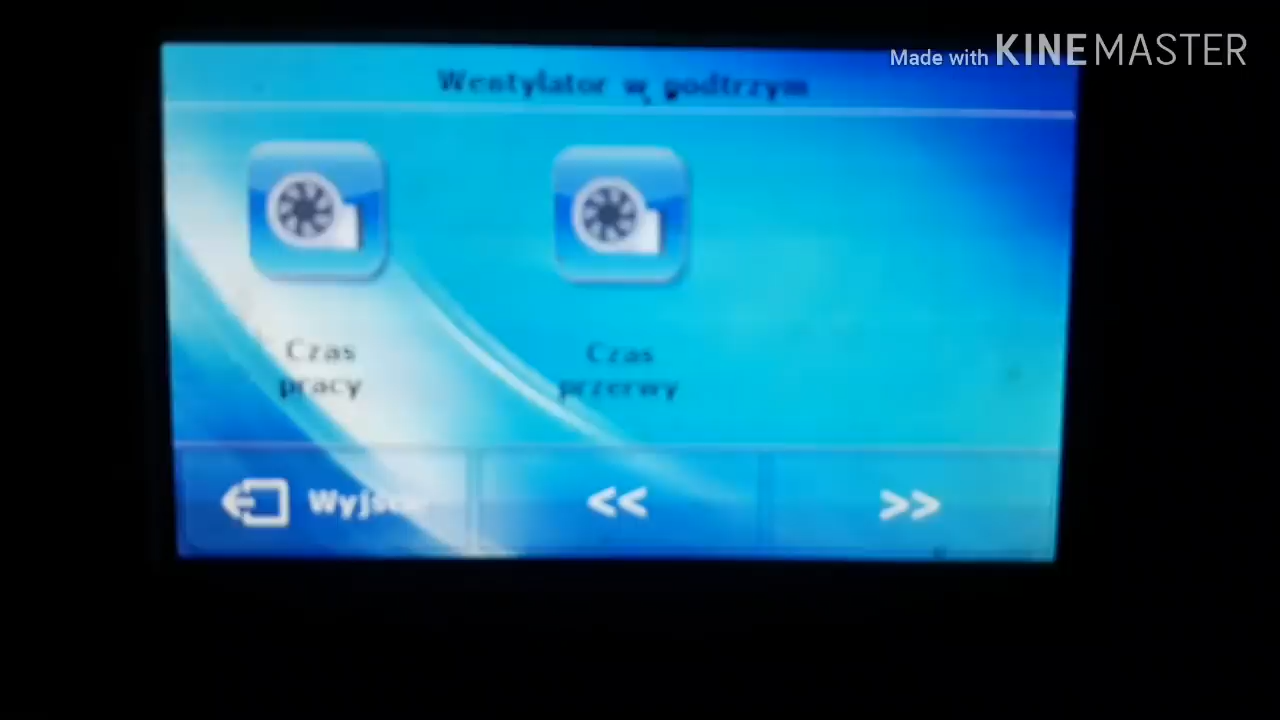 Made with KINEMASTER
Wentylator w podtrzym
Czas
pracy
Czas
przerwy
Wyjście
<<
>>